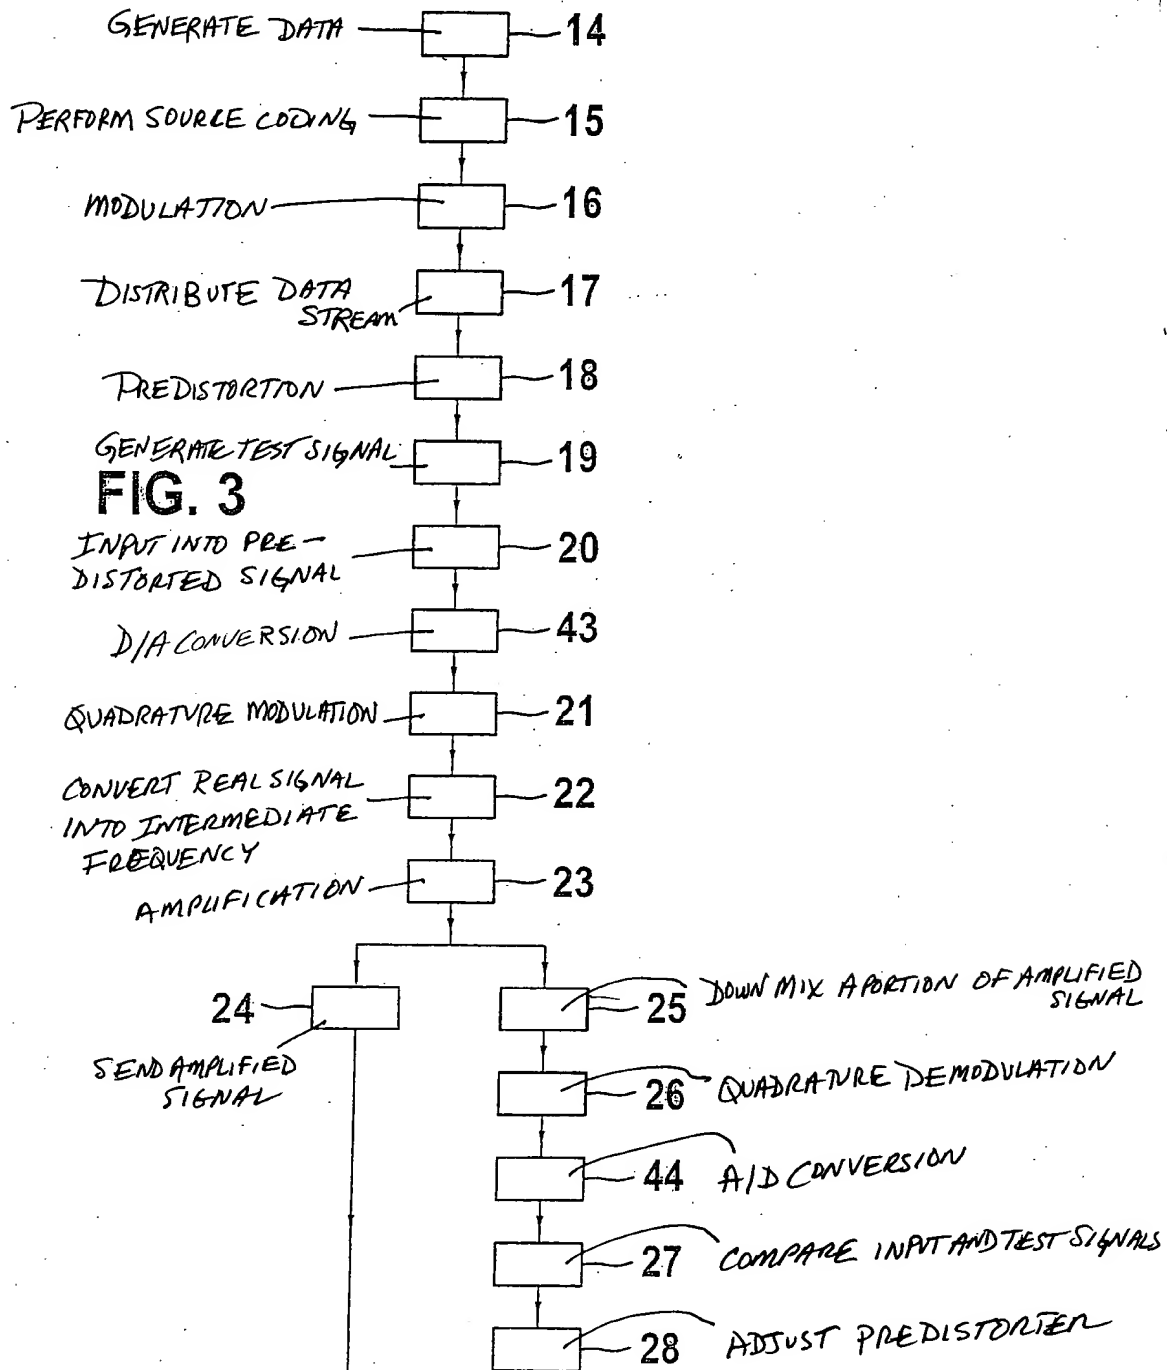 GENERATE DATA 14
PERFORM SOURCE CODING 15
MODULATION 16
DISTRIBUTE DATA 17
STREAM
PREDISTORTION 18
GENERATE TEST SIGNAL 19
FIG. 3
INPUT INTO PRE- 20
DISTORTED SIGNAL
D/A CONVERSION 43
QUADRATURE MODULATION 21
CONVERT REAL SIGNAL 22
INTO INTERMEDIATE
FREQUENCY
AMPLIFICATION 23
24
SEND AMPLIFIED
SIGNAL
25 DOWN MIX A PORTION OF AMPLIFIED
SIGNAL
26 QUADRATURE DEMODULATION
44 A/D CONVERSION
27 COMPARE INPUT AND TEST SIGNALS
28 ADJUST PREDISTORTER